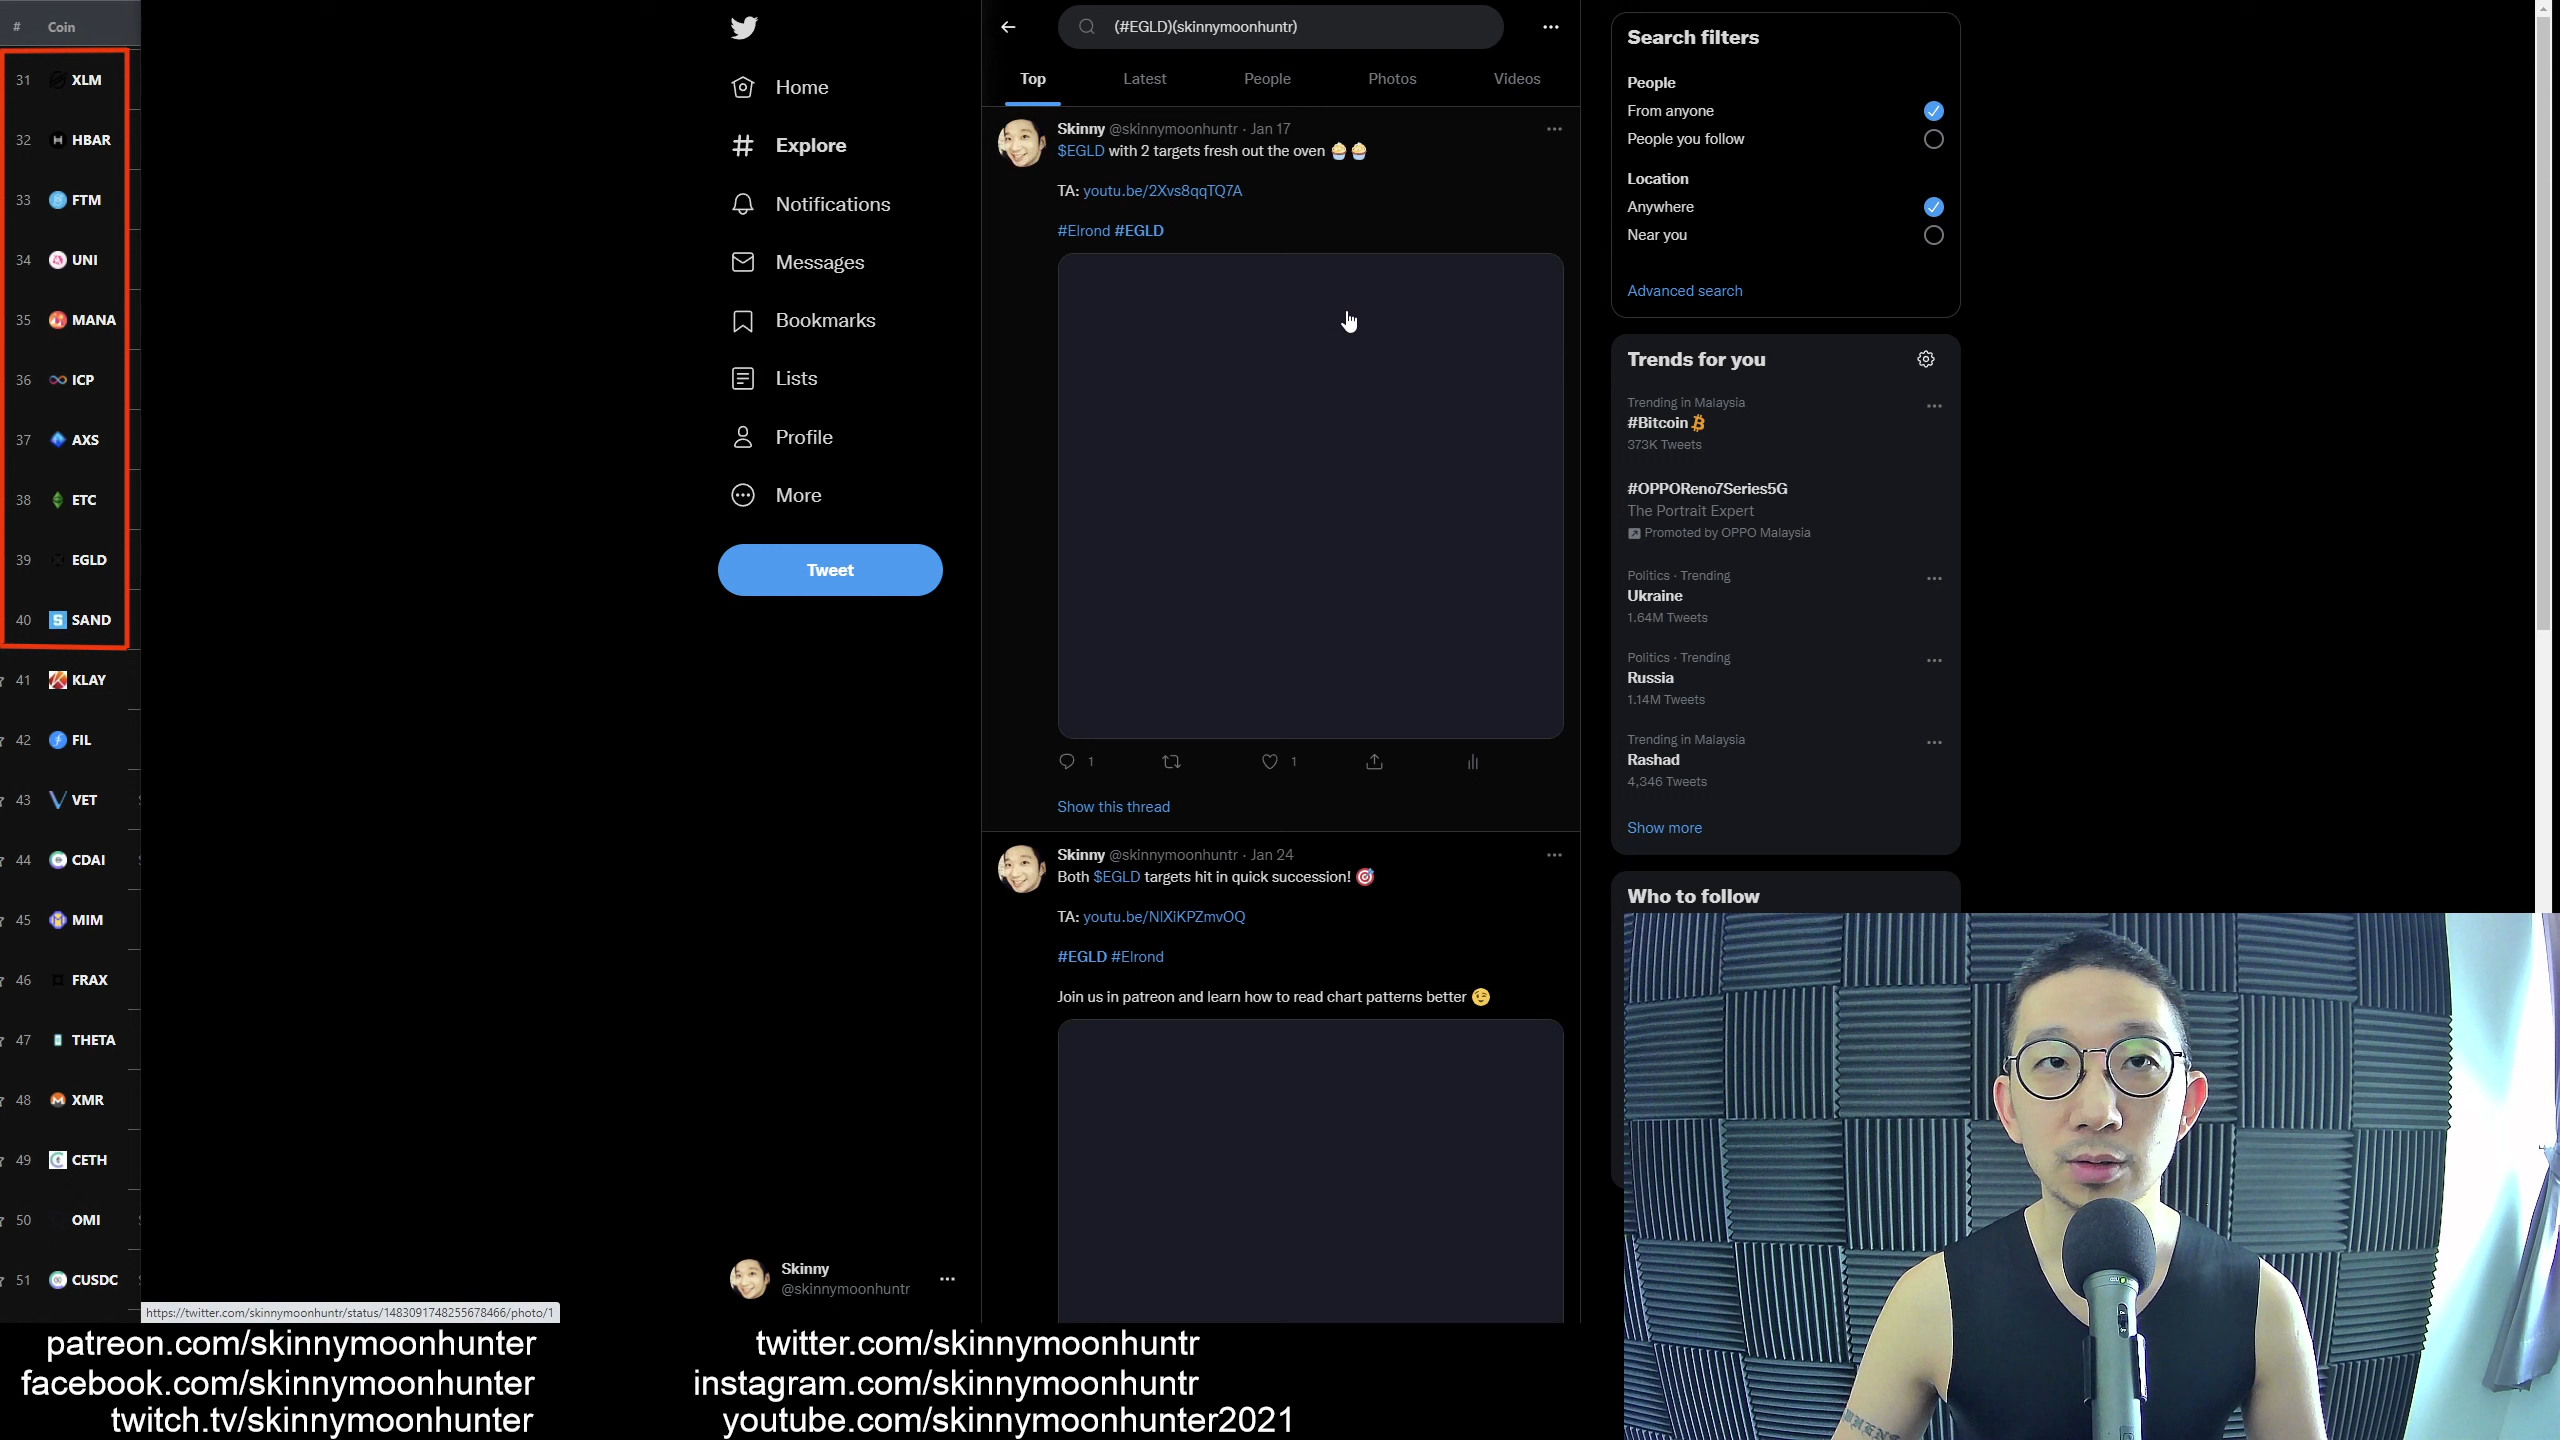 # Coin
31 XLM
32 HBAR
33 FTM
34 UNI
35 MANA
36 ICP
37 AXS
38 ETC
39 EGLD
40 SAND
41 KLAY
42 FIL
43 VET
44 CDAI
45 MIM
46 FRAX
47 THETA
48 XMR
49 CETH
50 OMI
51 CUSDC
Home
Explore
Notifications
Messages
Bookmarks
Lists
Profile
More
Tweet
Skinny
@skinnymoonhuntr
https://twitter.com/skinnymoonhuntr/status/1483091748255678466/photo/1
(#EGLD)(skinnymoonhuntr)
Top Latest People Photos Videos
Skinny @skinnymoonhuntr · Jan 17
$EGLD with 2 targets fresh out the oven 🧁🧁
TA: youtu.be/2Xvs8qqTQ7A
#Elrond #EGLD
1 1
Show this thread
Skinny @skinnymoonhuntr · Jan 24
Both $EGLD targets hit in quick succession! 🎯
TA: youtu.be/NIXiKPZmvOQ
#EGLD #Elrond
Join us in patreon and learn how to read chart patterns better 😉
Search filters
People
From anyone
People you follow
Location
Anywhere
Near you
Advanced search
Trends for you
Trending in Malaysia
#Bitcoin
373K Tweets
#OPPOReno7Series5G
The Portrait Expert
Promoted by OPPO Malaysia
Politics · Trending
Ukraine
1.64M Tweets
Politics · Trending
Russia
1.14M Tweets
Trending in Malaysia
Rashad
4,346 Tweets
Show more
Who to follow
patreon.com/skinnymoonhunter
facebook.com/skinnymoonhunter
twitch.tv/skinnymoonhunter
twitter.com/skinnymoonhuntr
instagram.com/skinnymoonhuntr
youtube.com/skinnymoonhunter2021